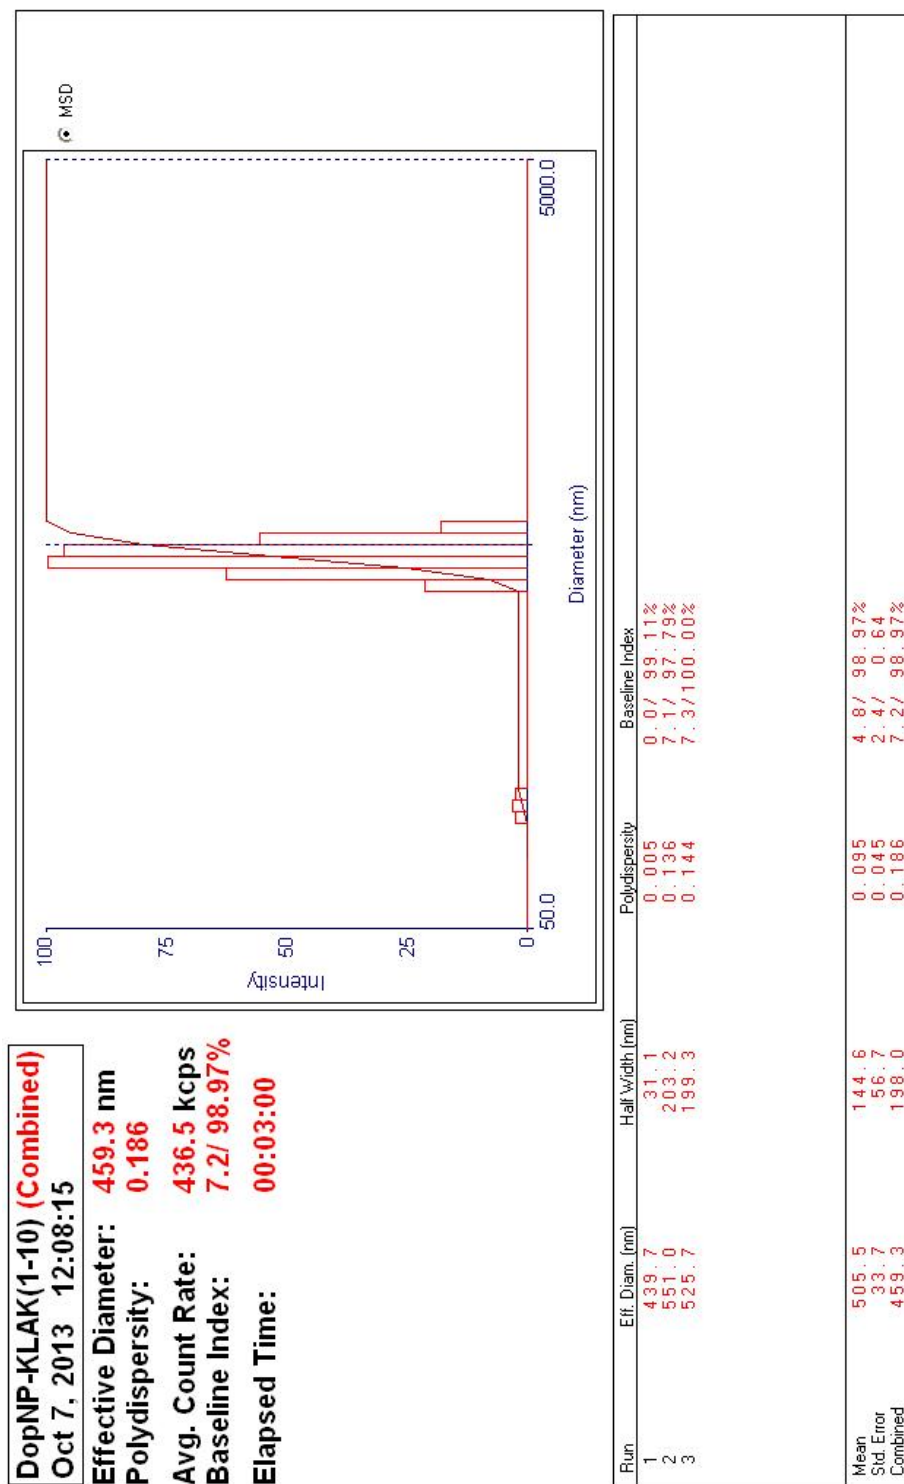 DopNP-KLAK(1-10) (Combined)
Oct 7, 2013 12:08:15
Effective Diameter: 459.3 nm
Polydispersity: 0.186
Avg. Count Rate: 436.5 kcps
Baseline Index: 7.2/ 98.97%
Elapsed Time: 00:03:00
100
75
50
25
0
Intensity
50.0
5000.0
Diameter (nm)
MSD
Run Eff. Diam. (nm) Half Width (nm) Polydispersity Baseline Index
1 439.7 31.1 0.005 0.0/ 99.11%
2 551.0 203.2 0.136 7.1/ 97.79%
3 525.7 199.3 0.144 7.3/100.00%
Mean 505.5 144.6 0.095 4.8/ 98.97%
Std. Error 33.7 56.7 0.045 2.4/ 0.64
Combined 459.3 198.0 0.186 7.2/ 98.97%